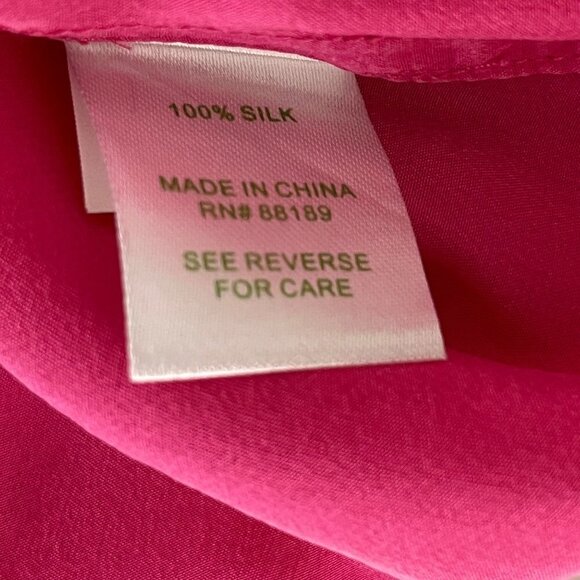 100% SILK
MADE IN CHINA
RN# 88189
SEE REVERSE
FOR CARE